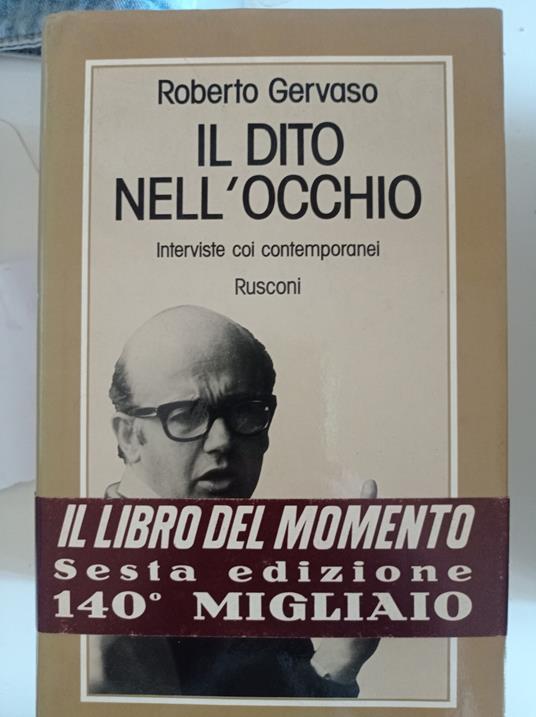 Roberto Gervaso
IL DITO
NELL'OCCHIO
Interviste coi contemporanei
Rusconi
IL LIBRO DEL MOMENTO
Sesta edizione
140° MIGLIAIO